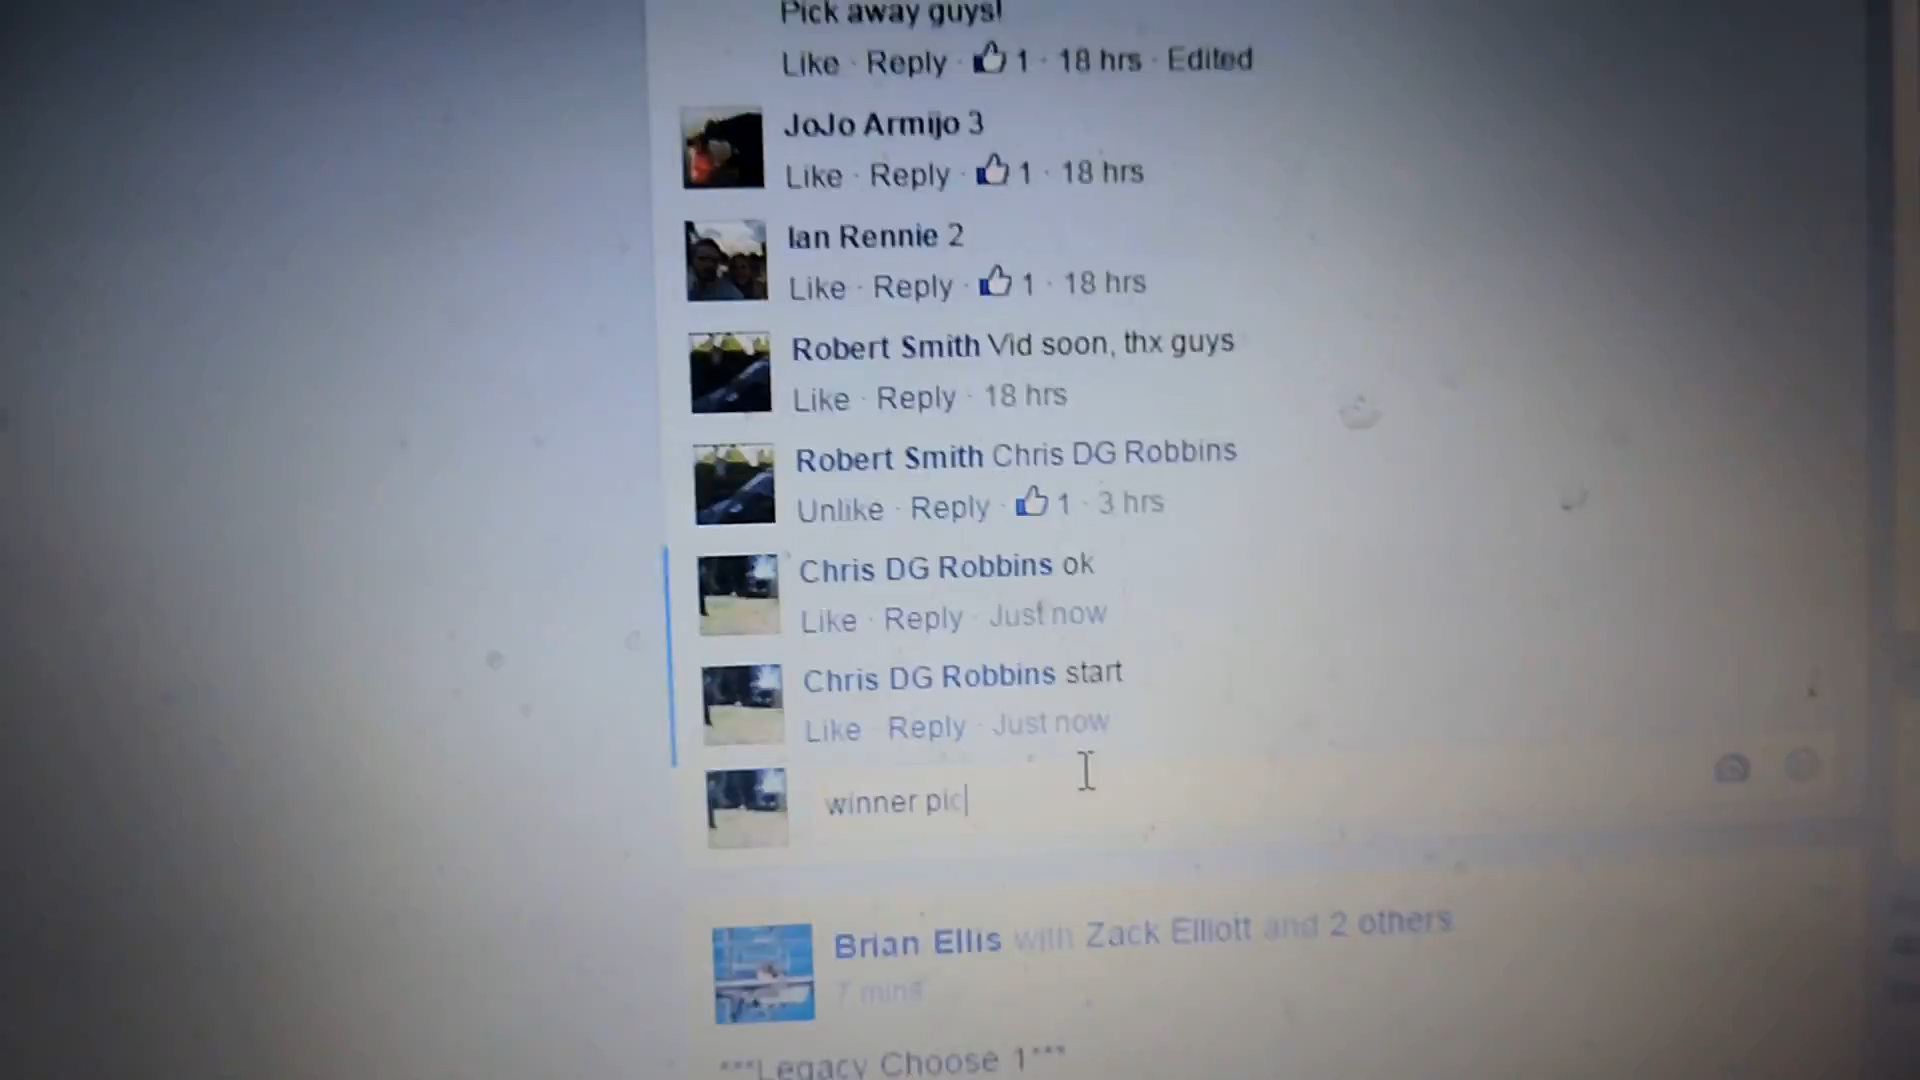 Pick away guys!
Like · Reply · 1 · 18 hrs · Edited
JoJo Armijo 3
Like · Reply · 1 · 18 hrs
Ian Rennie 2
Like · Reply · 1 · 18 hrs
Robert Smith Vid soon, thx guys
Like · Reply · 18 hrs
Robert Smith Chris DG Robbins
Unlike · Reply · 1 · 3 hrs
Chris DG Robbins ok
Like · Reply · Just now
Chris DG Robbins start
Like · Reply · Just now
winner pic
Brian Ellis with Zack Elliott and 2 others
7 mins
***Legacy Choose 1***